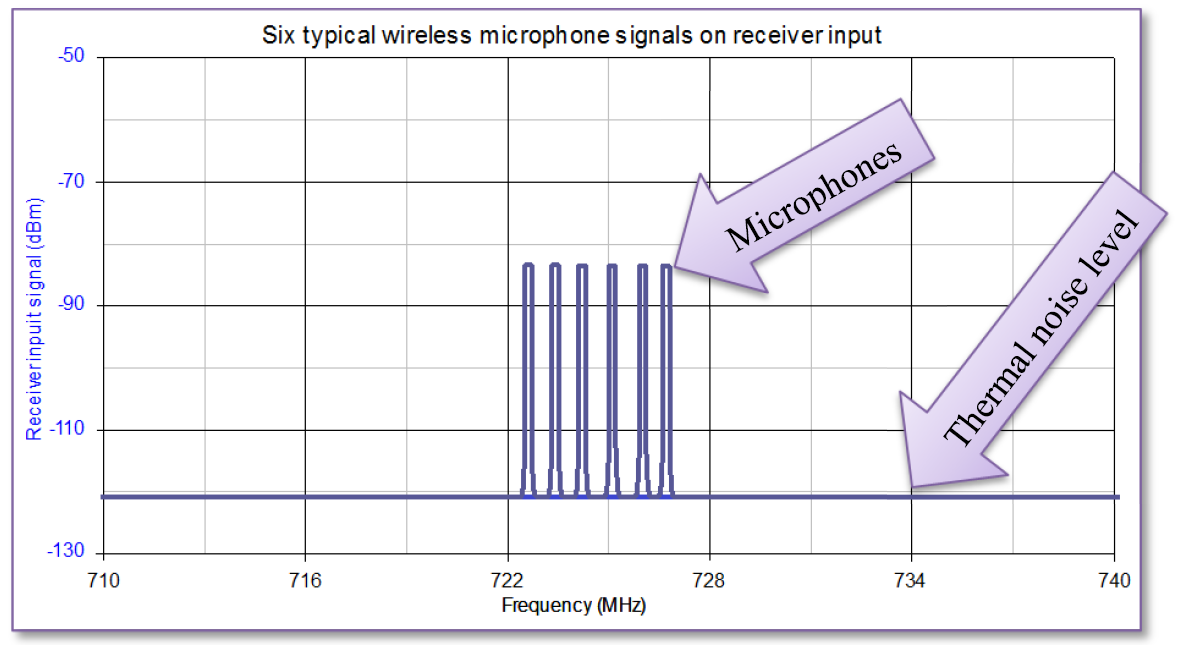 Six typical wireless microphone signals on receiver input
-50
-70
-90
-110
-130
Receiver inpuit signal (dBm)
Microphones
Thermal noise level
710 716 722 728 734 740
Frequency (MHz)